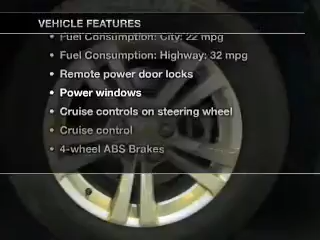 VEHICLE FEATURES
• Fuel Consumption: City: 22 mpg
• Fuel Consumption: Highway: 32 mpg
• Remote power door locks
• Power windows
• Cruise controls on steering wheel
• Cruise control
• 4-wheel ABS Brakes